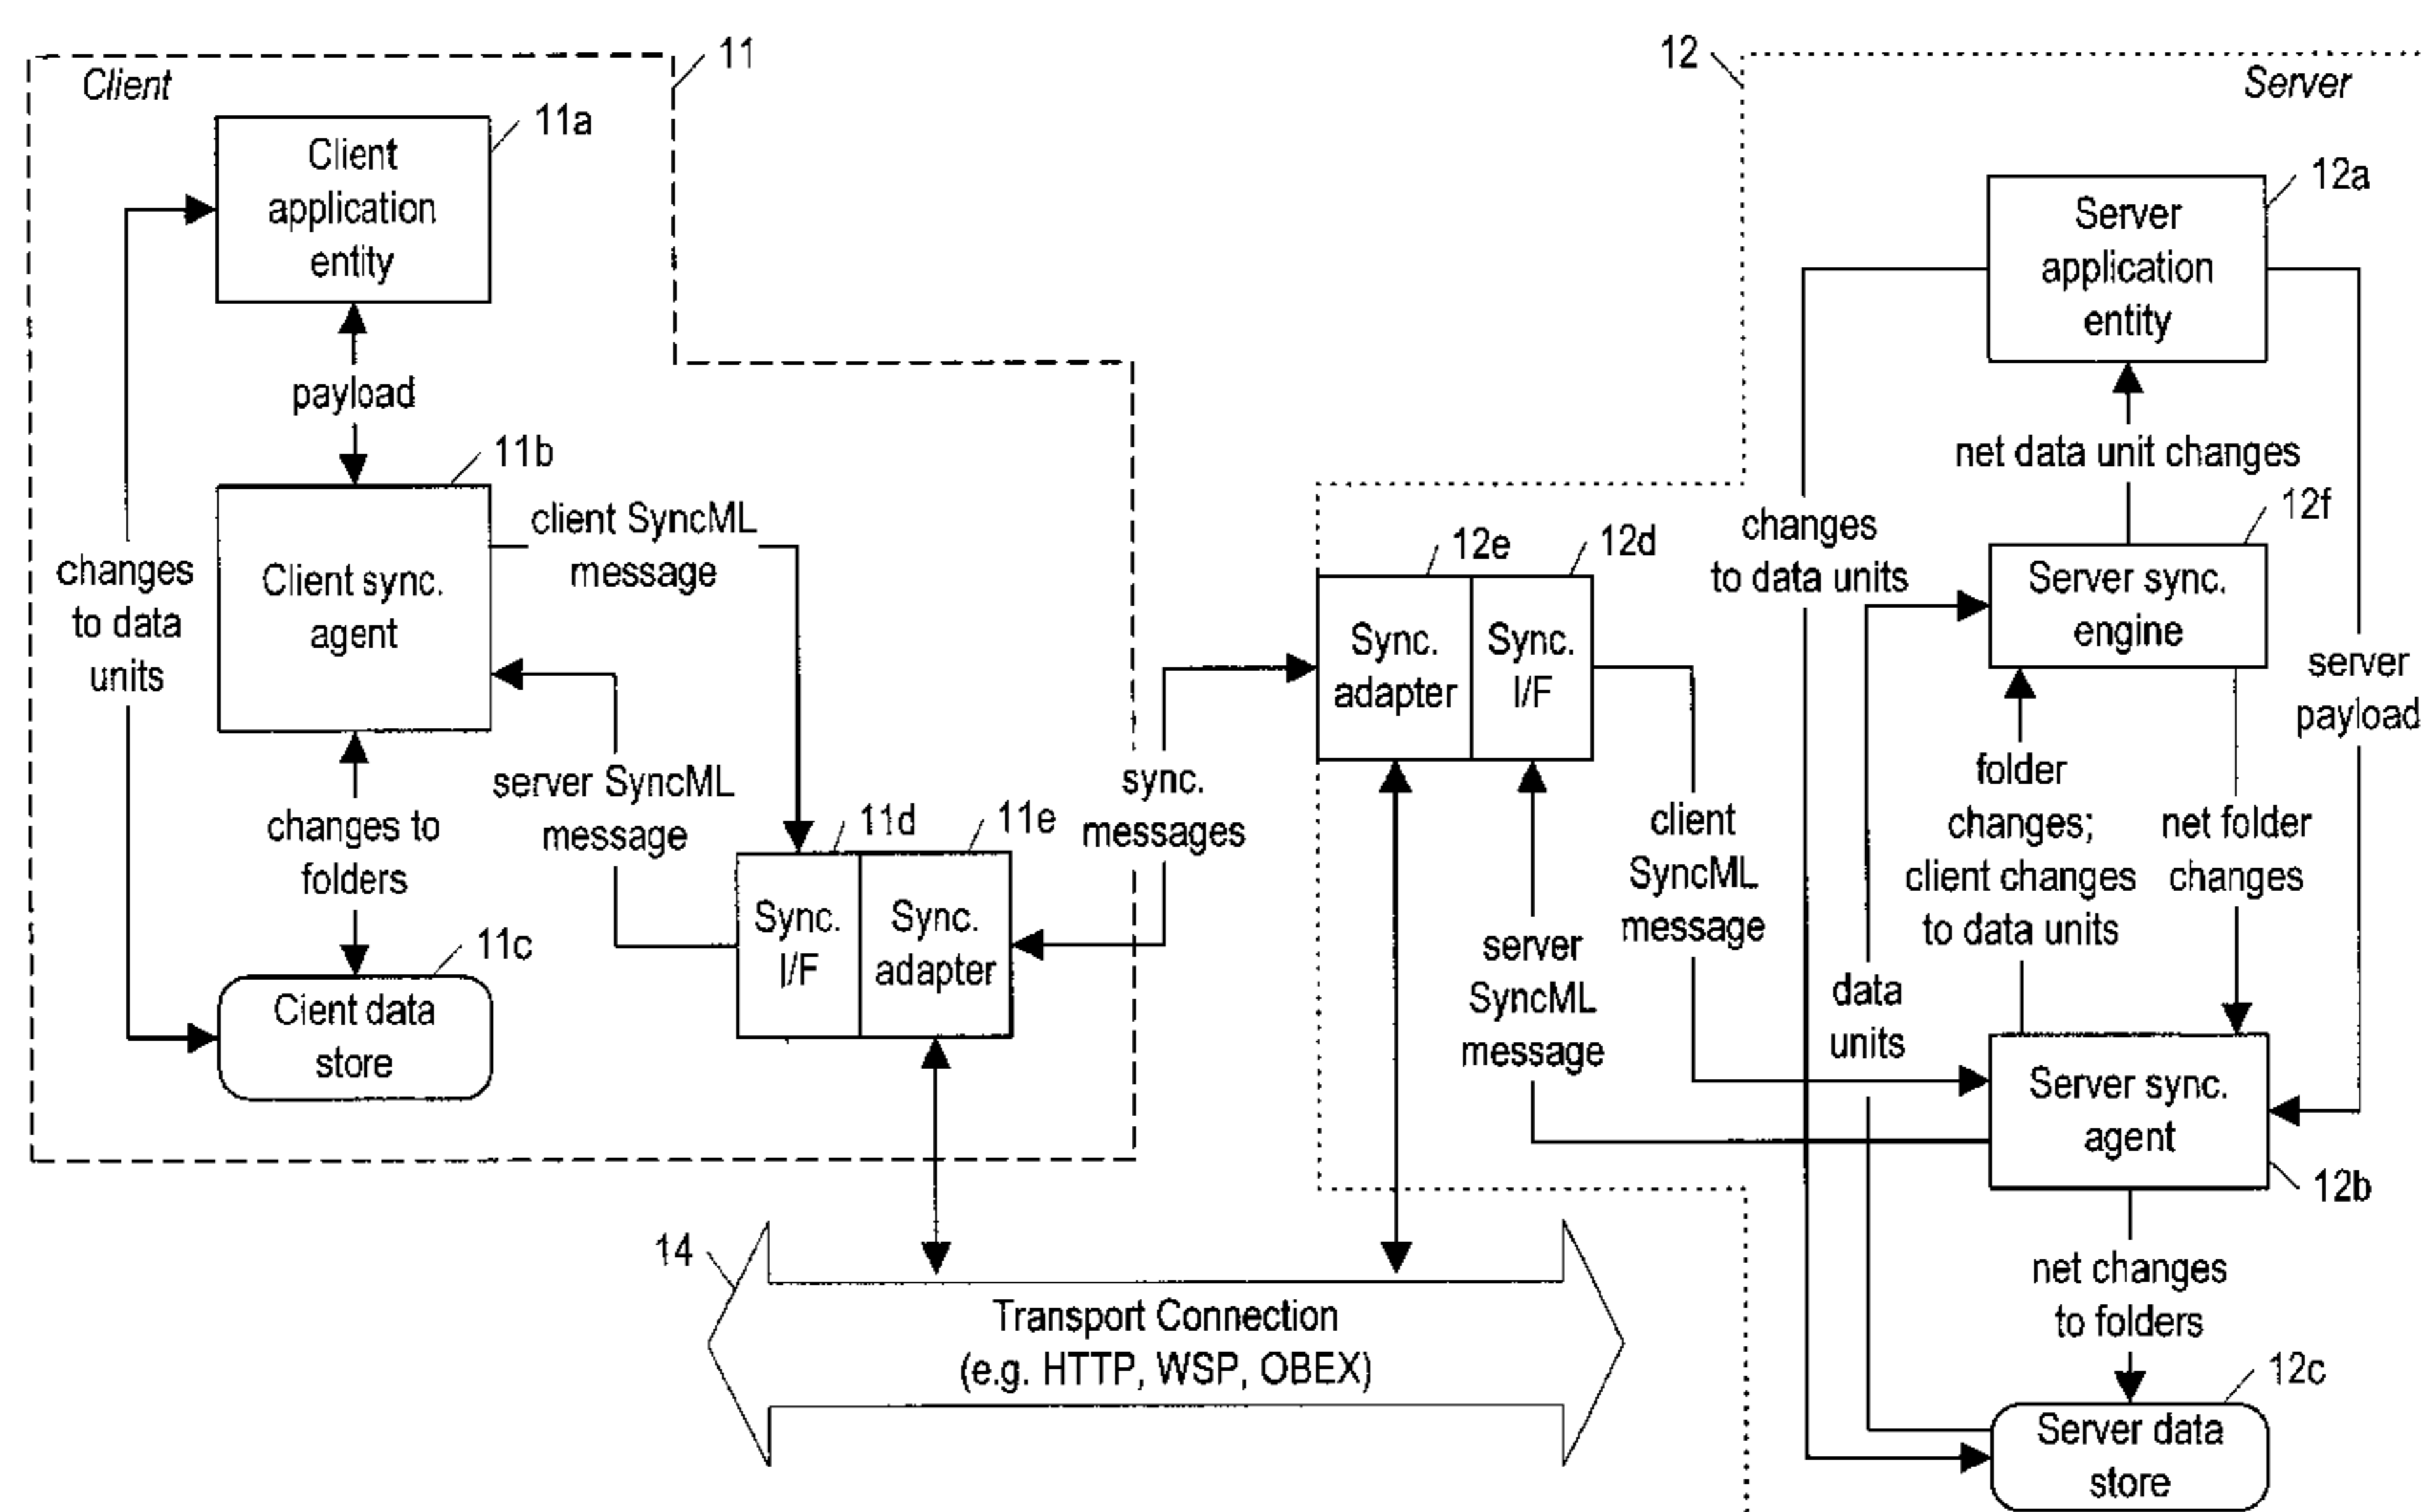 Client
11
11a
Client
application
entity
payload
11b
Client sync.
agent
client SyncML
message
changes
to data
units
server SyncML
message
changes to
folders
11c
Cient data
store
11d
11e
Sync.
I/F
Sync.
adapter
sync.
messages
12
Server
12a
Server
application
entity
net data unit changes
12f
Server sync.
engine
changes
to data units
12e
12d
Sync.
adapter
Sync.
I/F
server
payload
folder
changes;
client changes
to data units
net folder
changes
client
SyncML
message
server
SyncML
message
data
units
Server sync.
agent
12b
net changes
to folders
12c
Server data
store
14
Transport Connection
(e.g. HTTP, WSP, OBEX)